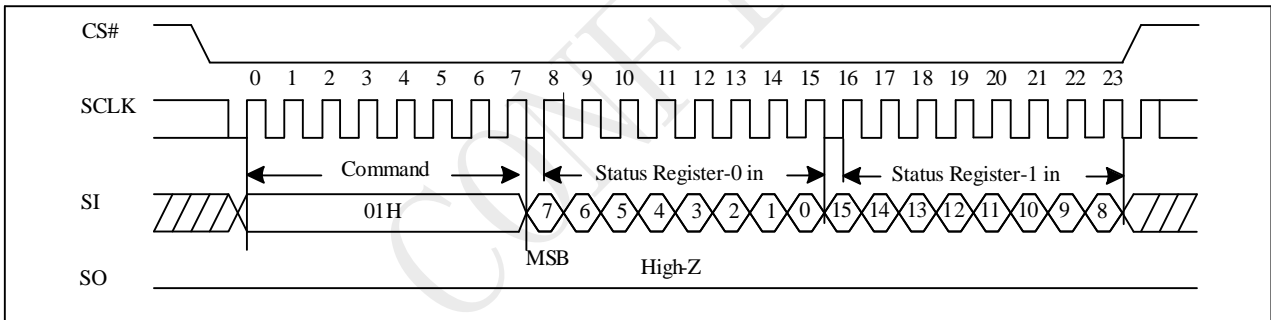 CS#
0 1 2 3 4 5 6 7 8 9 10 11 12 13 14 15 16 17 18 19 20 21 22 23
SCLK
Command Status Register-0 in Status Register-1 in
SI 01H 7 6 5 4 3 2 1 0 15 14 13 12 11 10 9 8
MSB High-Z
SO